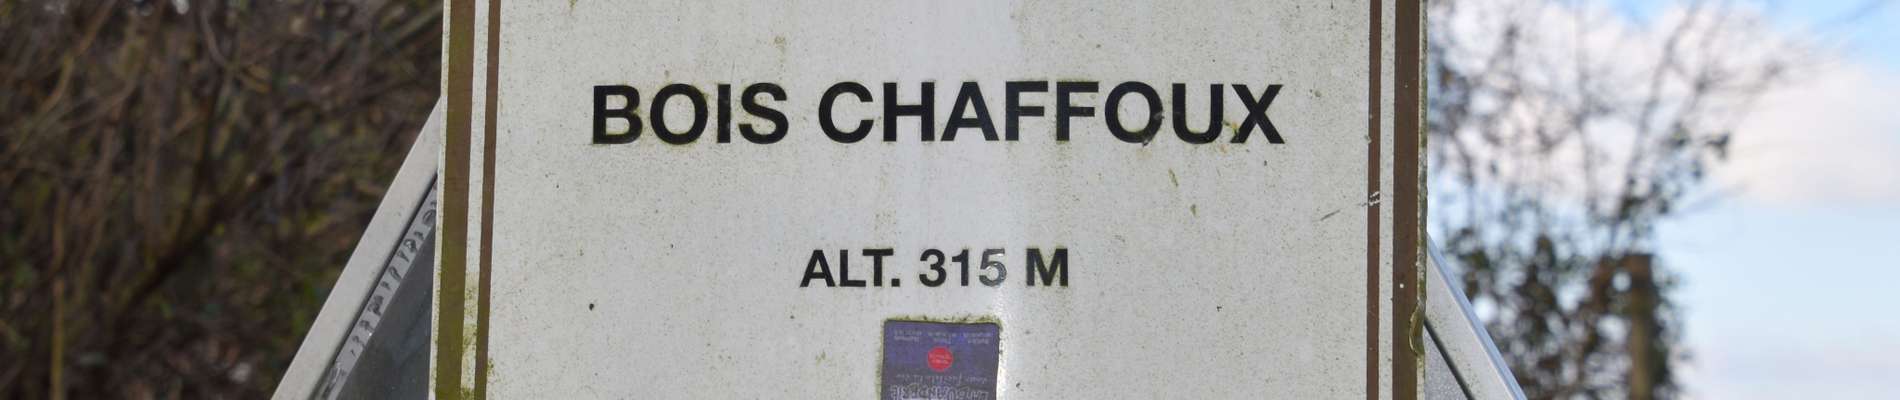 BOIS CHAFFOUX
ALT. 315 M